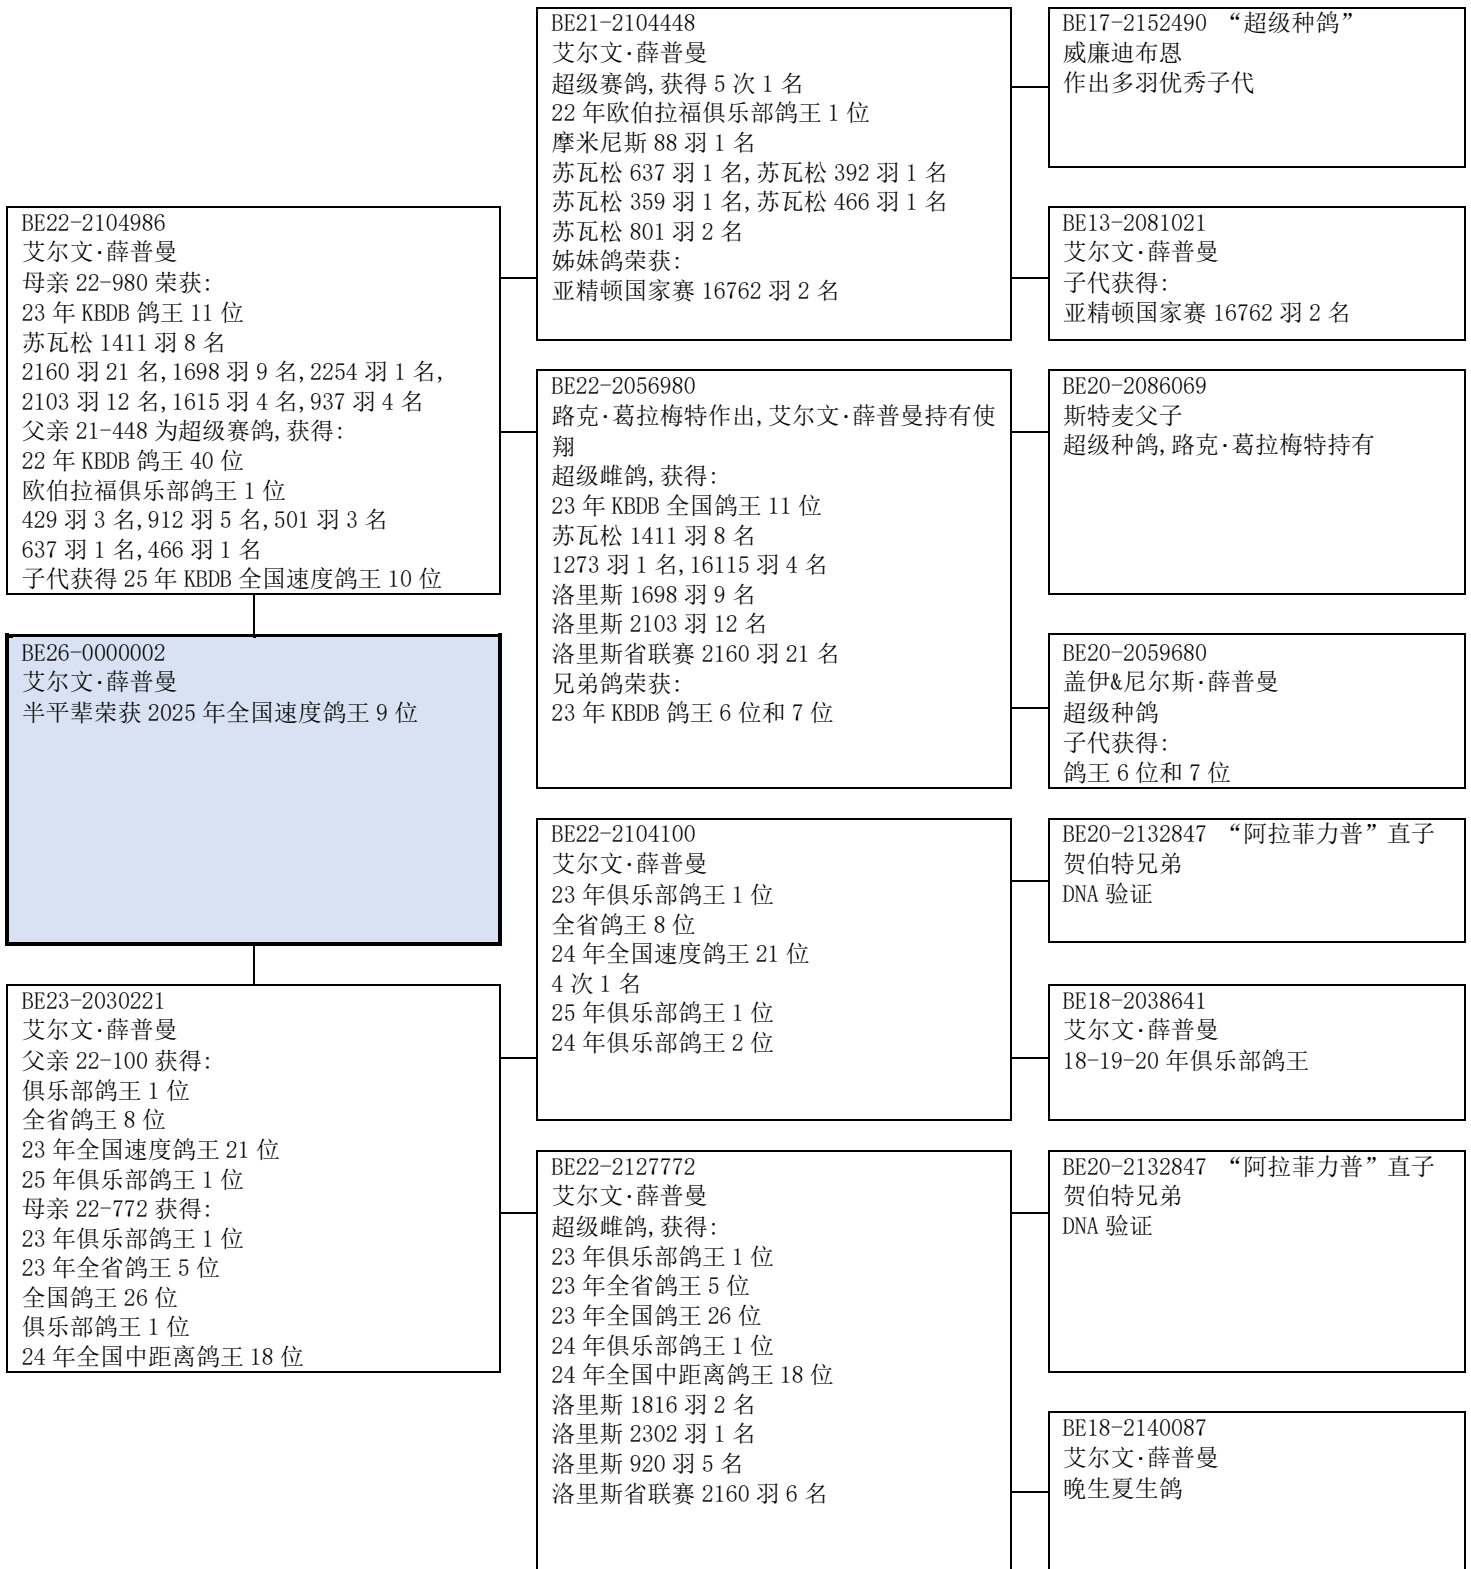 BE21-2104448
艾尔文·薛普曼
超级赛鸽,获得 5 次 1 名
22 年欧伯拉福俱乐部鸽王 1 位
摩米尼斯 88 羽 1 名
苏瓦松 637 羽 1 名,苏瓦松 392 羽 1 名
苏瓦松 359 羽 1 名,苏瓦松 466 羽 1 名
苏瓦松 801 羽 2 名
姊妹鸽荣获:
亚精顿国家赛 16762 羽 2 名
BE17-2152490 “超级种鸽”
威廉迪布恩
作出多羽优秀子代
BE22-2104986
艾尔文·薛普曼
母亲 22-980 荣获:
23 年 KBDB 鸽王 11 位
苏瓦松 1411 羽 8 名
2160 羽 21 名,1698 羽 9 名,2254 羽 1 名,
2103 羽 12 名,1615 羽 4 名,937 羽 4 名
父亲 21-448 为超级赛鸽,获得:
22 年 KBDB 鸽王 40 位
欧伯拉福俱乐部鸽王 1 位
429 羽 3 名,912 羽 5 名,501 羽 3 名
637 羽 1 名,466 羽 1 名
子代获得 25 年 KBDB 全国速度鸽王 10 位
BE13-2081021
艾尔文·薛普曼
子代获得:
亚精顿国家赛 16762 羽 2 名
BE22-2056980
路克·葛拉梅特作出,艾尔文·薛普曼持有使
翔
超级雌鸽,获得:
23 年 KBDB 全国鸽王 11 位
苏瓦松 1411 羽 8 名
1273 羽 1 名,16115 羽 4 名
洛里斯 1698 羽 9 名
洛里斯 2103 羽 12 名
洛里斯省联赛 2160 羽 21 名
兄弟鸽荣获:
23 年 KBDB 鸽王 6 位和 7 位
BE20-2086069
斯特麦父子
超级种鸽,路克·葛拉梅特持有
BE26-0000002
艾尔文·薛普曼
半平辈荣获 2025 年全国速度鸽王 9 位
BE20-2059680
盖伊&尼尔斯·薛普曼
超级种鸽
子代获得:
鸽王 6 位和 7 位
BE22-2104100
艾尔文·薛普曼
23 年俱乐部鸽王 1 位
全省鸽王 8 位
24 年全国速度鸽王 21 位
4 次 1 名
25 年俱乐部鸽王 1 位
24 年俱乐部鸽王 2 位
BE20-2132847 “阿拉菲力普”直子
贺伯特兄弟
DNA 验证
BE23-2030221
艾尔文·薛普曼
父亲 22-100 获得:
俱乐部鸽王 1 位
全省鸽王 8 位
23 年全国速度鸽王 21 位
25 年俱乐部鸽王 1 位
母亲 22-772 获得:
23 年俱乐部鸽王 1 位
23 年全省鸽王 5 位
全国鸽王 26 位
俱乐部鸽王 1 位
24 年全国中距离鸽王 18 位
BE18-2038641
艾尔文·薛普曼
18-19-20 年俱乐部鸽王
BE22-2127772
艾尔文·薛普曼
超级雌鸽,获得:
23 年俱乐部鸽王 1 位
23 年全省鸽王 5 位
23 年全国鸽王 26 位
24 年俱乐部鸽王 1 位
24 年全国中距离鸽王 18 位
洛里斯 1816 羽 2 名
洛里斯 2302 羽 1 名
洛里斯 920 羽 5 名
洛里斯省联赛 2160 羽 6 名
BE20-2132847 “阿拉菲力普”直子
贺伯特兄弟
DNA 验证
BE18-2140087
艾尔文·薛普曼
晚生夏生鸽